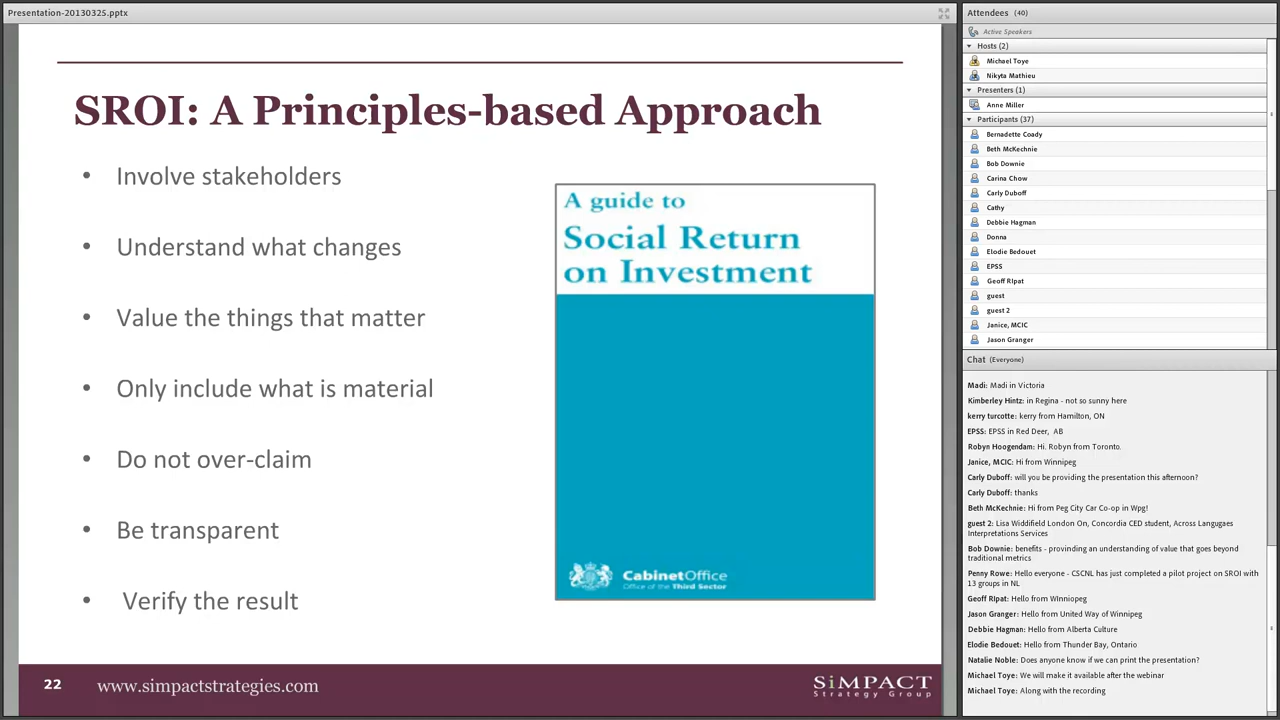 Presentation-20130325.pptx
SROI: A Principles-based Approach
• Involve stakeholders
• Understand what changes
• Value the things that matter
• Only include what is material
• Do not over-claim
• Be transparent
• Verify the result
A guide to
Social Return
on Investment
CabinetOffice
Office of the Third Sector
22
www.simpactstrategies.com
SiMPACT
Strategy Group
Attendees (40)
Active Speakers
Hosts (2)
Michael Toye
Nikyta Mathieu
Presenters (1)
Anne Miller
Participants (37)
Bernadette Coady
Beth McKechnie
Bob Downie
Carina Chow
Carly Duboff
Cathy
Debbie Hagman
Donna
Elodie Bedouet
EPSS
Geoff RIpat
guest
guest 2
Janice, MCIC
Jason Granger
Chat (Everyone)
Madi: Madi in Victoria
Kimberley Hintz: in Regina - not so sunny here
kerry turcotte: kerry from Hamilton, ON
EPSS: EPSS in Red Deer, AB
Robyn Hoogendam: Hi. Robyn from Toronto.
Janice, MCIC: Hi from Winnipeg
Carly Duboff: will you be providing the presentation this afternoon?
Carly Duboff: thanks
Beth McKechnie: Hi from Peg City Car Co-op in Wpg!
guest 2: Lisa Widdifield London On, Concordia CED student, Across Langugaes
Interpretations Services
Bob Downie: benefits - provinding an understanding of value that goes beyond
traditional metrics
Penny Rowe: Hello everyone - CSCNL has just completed a pilot project on SROI with
13 groups in NL
Geoff RIpat: Hello from WInniopeg
Jason Granger: Hello from United Way of Winnipeg
Debbie Hagman: Hello from Alberta Culture
Elodie Bedouet: Hello from Thunder Bay, Ontario
Natalie Noble: Does anyone know if we can print the presentation?
Michael Toye: We will make it available after the webinar
Michael Toye: Along with the recording